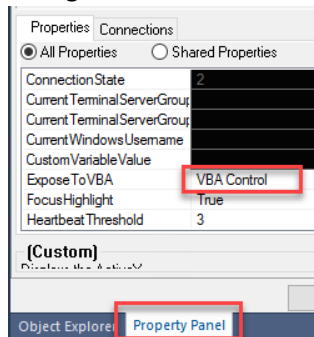 Properties Connections
All Properties Shared Properties
ConnectionState 2
CurrentTerminalServerGroup
CurrentTerminalServerGroup
CurrentWindowsUsername
CustomVariableValue
ExposeToVBA VBA Control
FocusHighlight True
HeartbeatThreshold 3
(Custom)
Object Explorer Property Panel